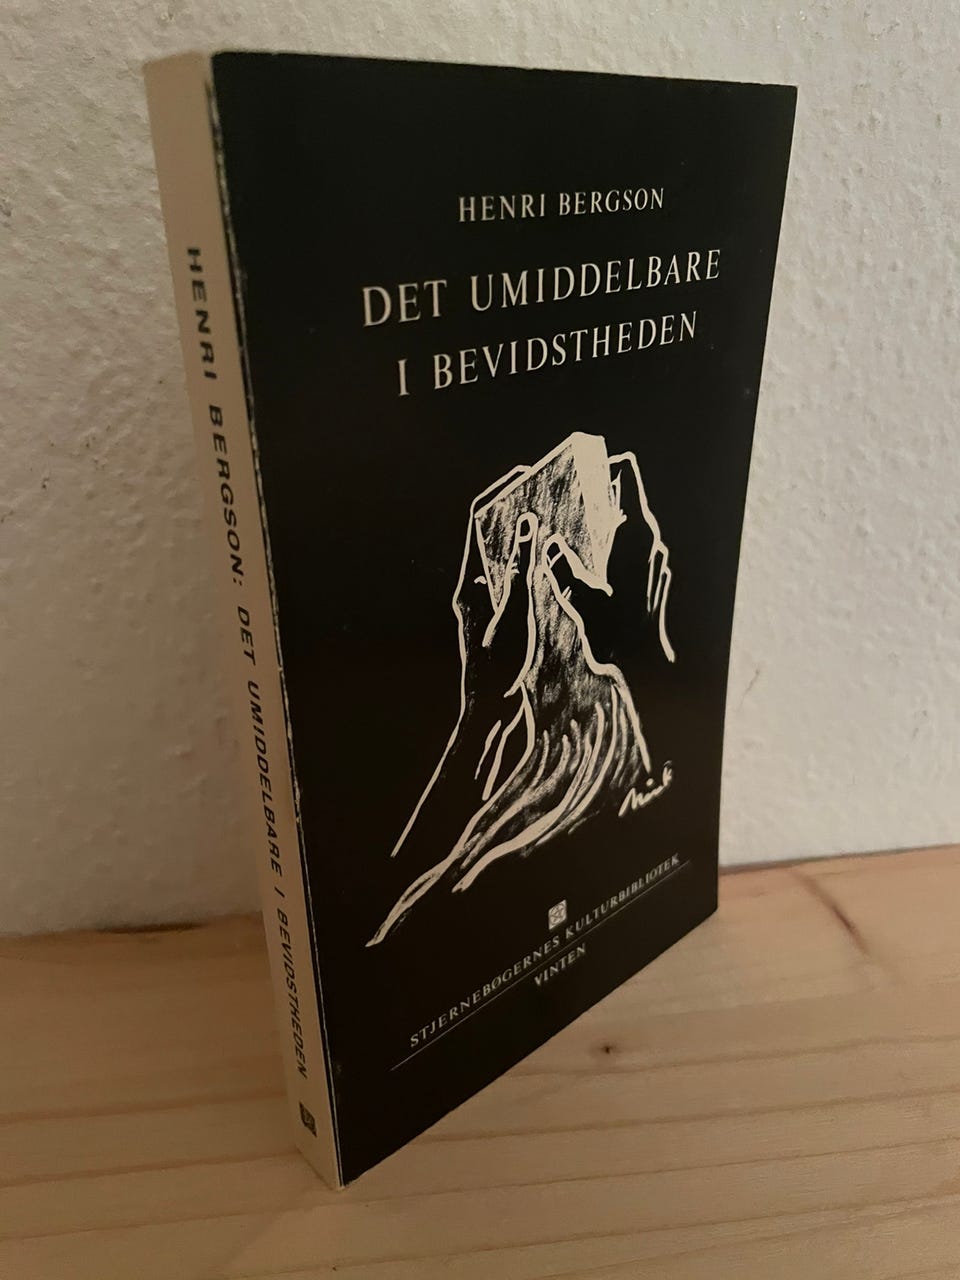 HENRI BERGSON: DET UMIDDELBARE I BEVIDSTHEDEN
HENRI BERGSON
DET UMIDDELBARE
I BEVIDSTHEDEN
STJERNEBØGERNES KULTURBIBLIOTEK
VINTEN